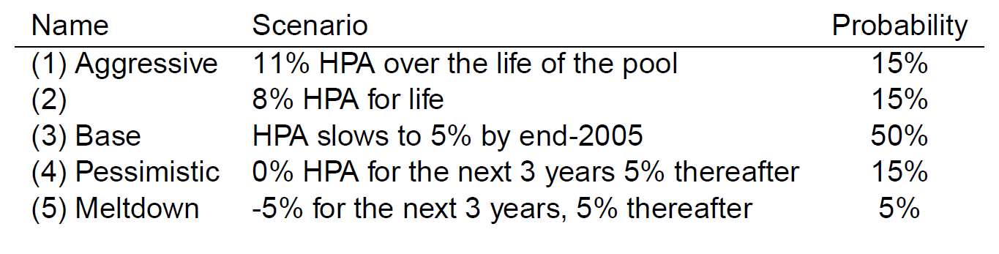 Name Scenario Probability
(1) Aggressive 11% HPA over the life of the pool 15%
(2) 8% HPA for life 15%
(3) Base HPA slows to 5% by end-2005 50%
(4) Pessimistic 0% HPA for the next 3 years 5% thereafter 15%
(5) Meltdown -5% for the next 3 years, 5% thereafter 5%